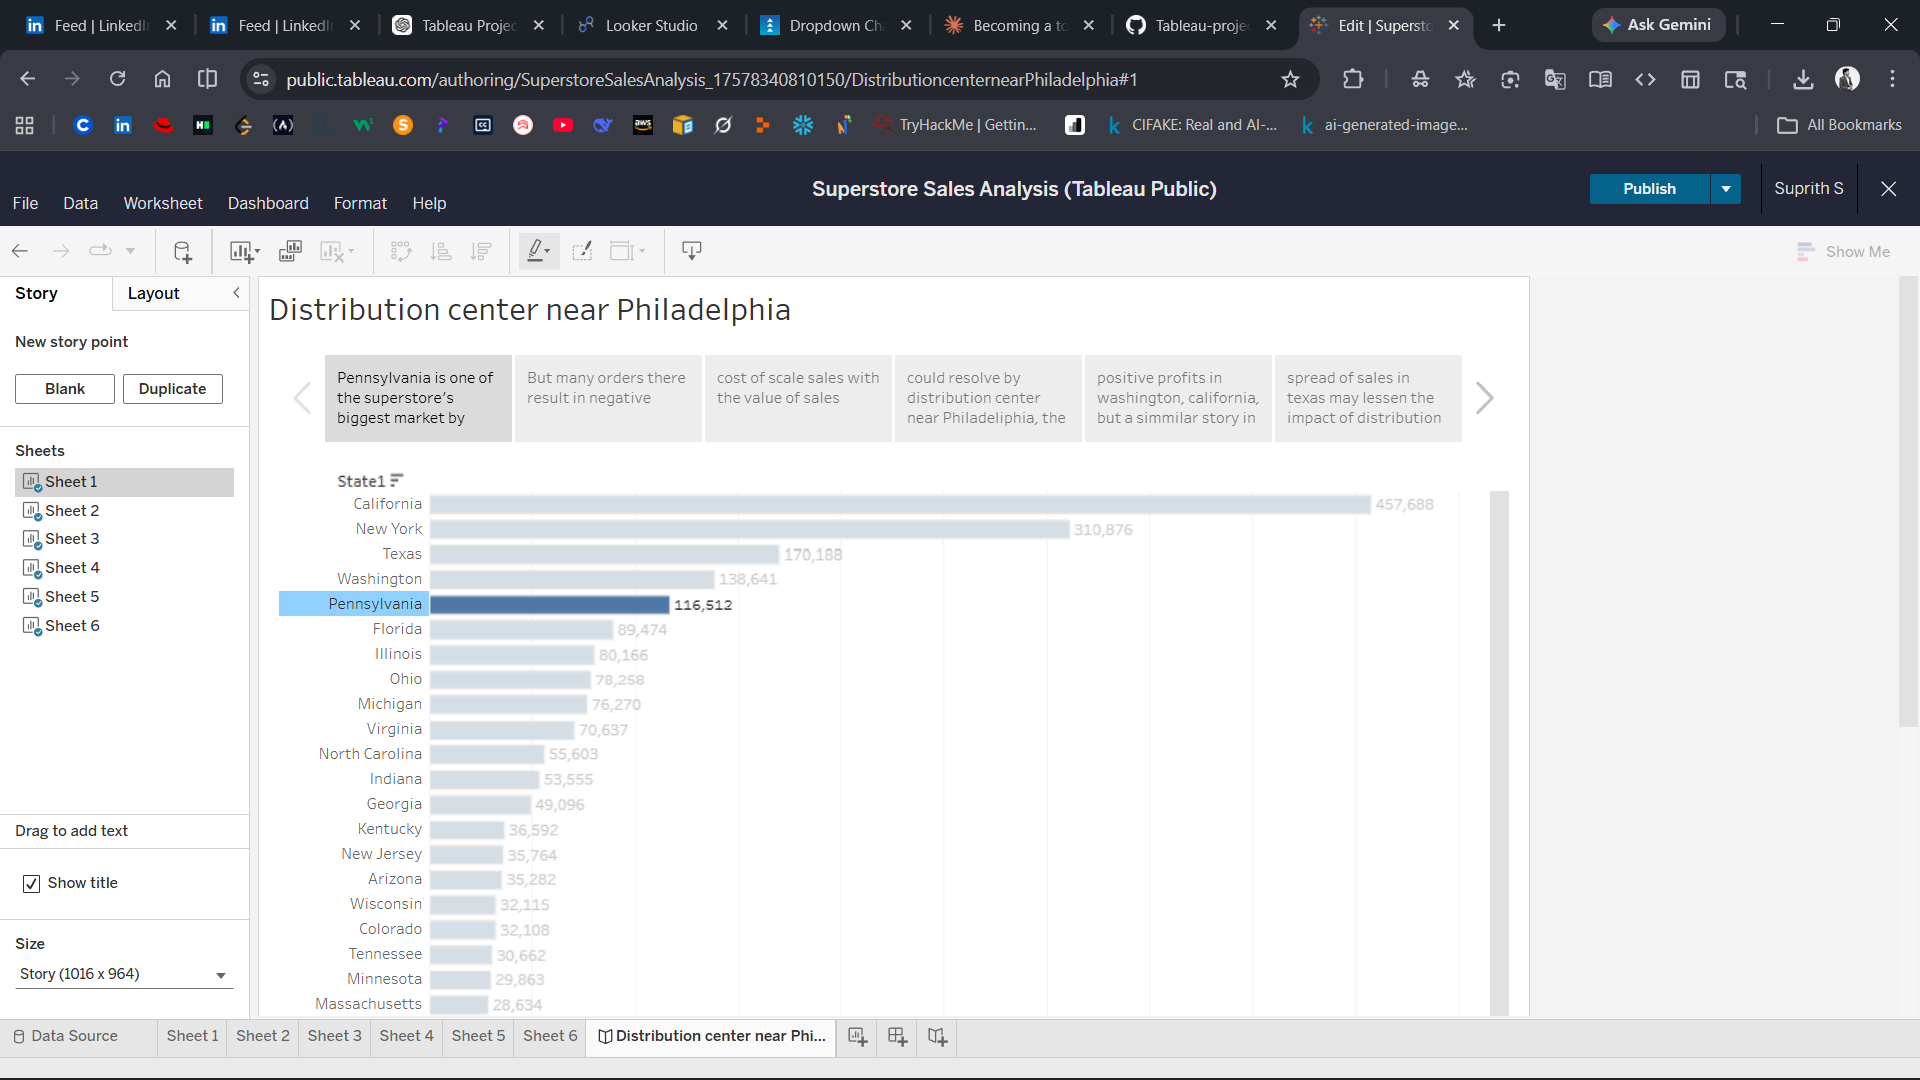 Feed | LinkedIn
Feed | LinkedIn
Tableau Projec
Looker Studio
Dropdown Ch
Becoming a to
Tableau-proje
Edit | Supersto
Ask Gemini
public.tableau.com/authoring/SuperstoreSalesAnalysis_17578340810150/DistributioncenternearPhiladelphia#1
TryHackMe | Gettin...
CIFAKE: Real and AI-...
ai-generated-image...
All Bookmarks
Superstore Sales Analysis (Tableau Public)
Publish
Suprith S
File
Data
Worksheet
Dashboard
Format
Help
Show Me
Story
Layout
New story point
Blank
Duplicate
Sheets
Sheet 1
Sheet 2
Sheet 3
Sheet 4
Sheet 5
Sheet 6
Drag to add text
Show title
Size
Story (1016 x 964)
Distribution center near Philadelphia
Pennsylvania is one of
the superstore's
biggest market by
But many orders there
result in negative
cost of scale sales with
the value of sales
could resolve by
distribution center
near Philadeliphia, the
positive profits in
washington, california,
but a simmilar story in
spread of sales in
texas may lessen the
impact of distribution
State1
California 457,688
New York 310,876
Texas 170,188
Washington 138,641
Pennsylvania 116,512
Florida 89,474
Illinois 80,166
Ohio 78,258
Michigan 76,270
Virginia 70,637
North Carolina 55,603
Indiana 53,555
Georgia 49,096
Kentucky 36,592
New Jersey 35,764
Arizona 35,282
Wisconsin 32,115
Colorado 32,108
Tennessee 30,662
Minnesota 29,863
Massachusetts 28,634
Data Source
Sheet 1
Sheet 2
Sheet 3
Sheet 4
Sheet 5
Sheet 6
Distribution center near Phi...